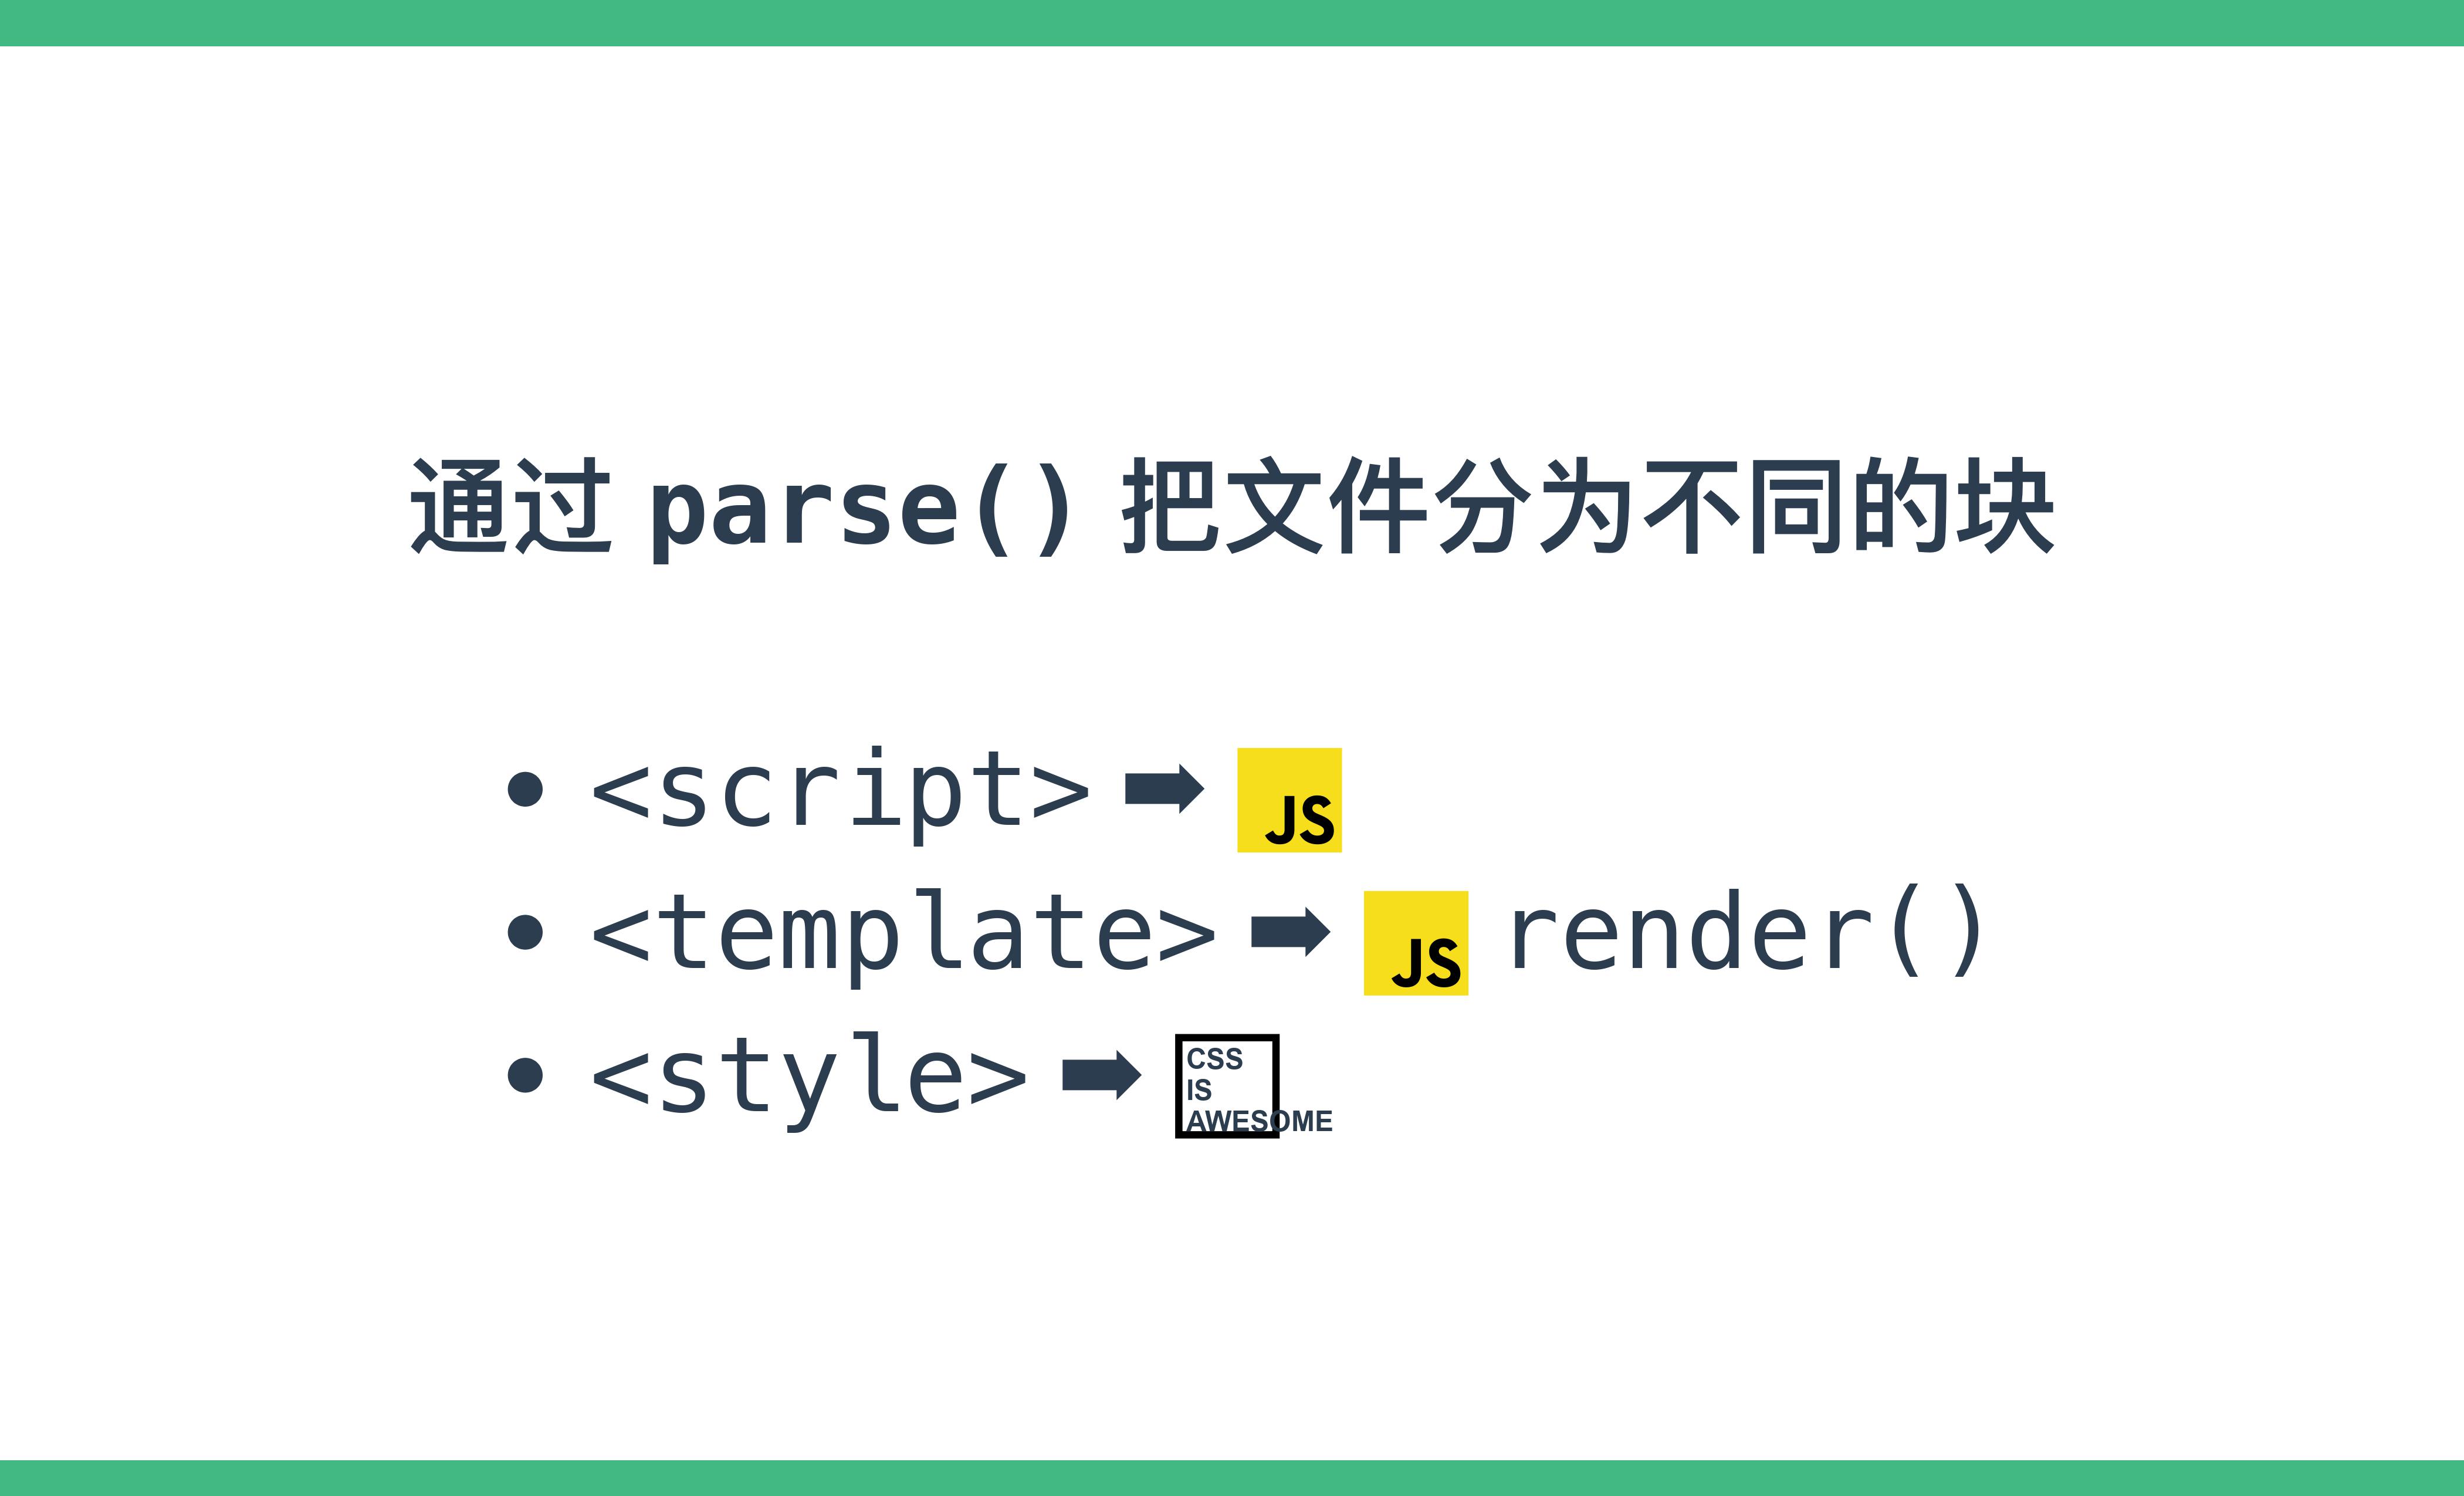 通过 parse() 把文件分为不同的块
• <script> ➡ JS
• <template> ➡ JS render()
• <style> ➡ CSS
IS
AWESOME